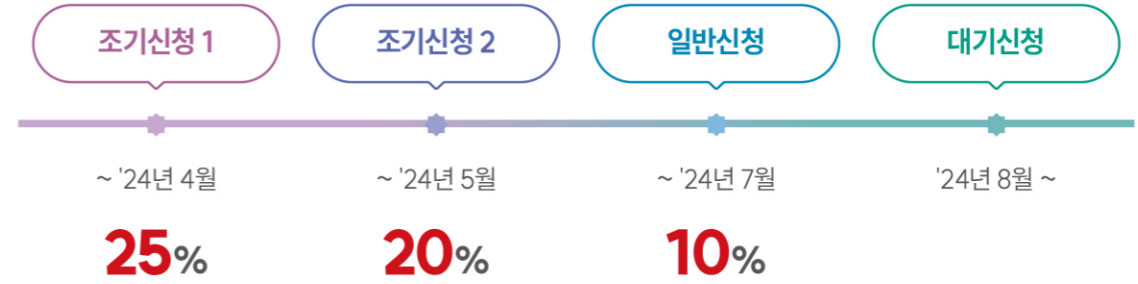 조기신청 1
조기신청 2
일반신청
대기신청
~ '24년 4월
~ '24년 5월
~ '24년 7월
'24년 8월 ~
25%
20%
10%